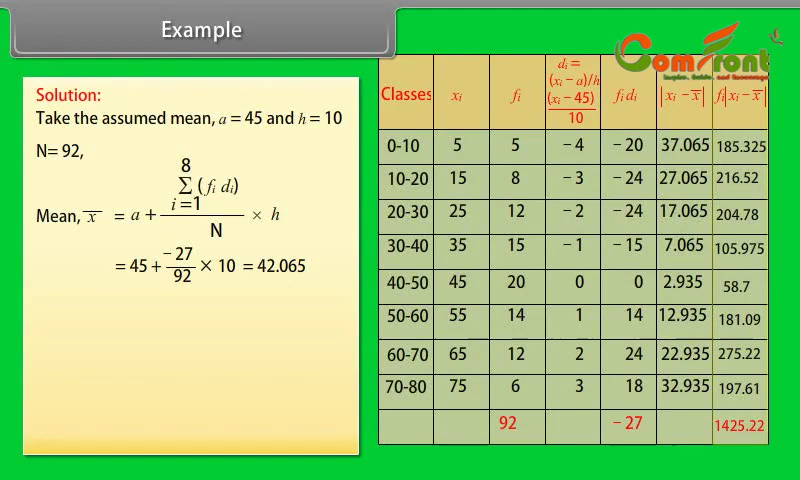 Example
Comfront
Inspire, Guide, and Encourage
Solution:
Take the assumed mean, a = 45 and h = 10
N= 92,
Mean, x̅ = a + 8 Σ i =1 (fᵢ dᵢ) / N × h
= 45 + − 27 / 92 × 10 = 42.065
Classes xᵢ fᵢ dᵢ = (xᵢ − a)/h (xᵢ − 45) / 10 fᵢ dᵢ |xᵢ − x̅| fᵢ|xᵢ − x̅|
0-10 5 5 − 4 − 20 37.065 185.325
10-20 15 8 − 3 − 24 27.065 216.52
20-30 25 12 − 2 − 24 17.065 204.78
30-40 35 15 − 1 − 15 7.065 105.975
40-50 45 20 0 0 2.935 58.7
50-60 55 14 1 14 12.935 181.09
60-70 65 12 2 24 22.935 275.22
70-80 75 6 3 18 32.935 197.61
92 − 27 1425.22